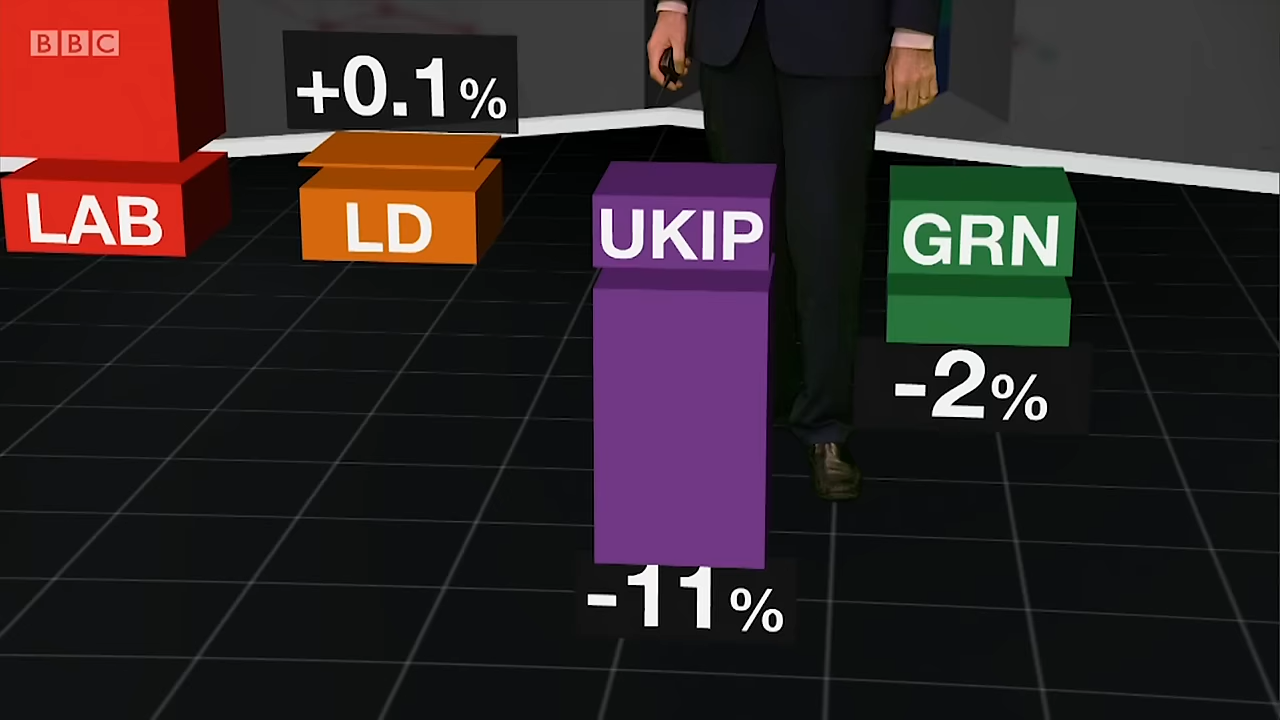 BBC
+0.1%
LAB
LD
UKIP
GRN
-2%
-11%